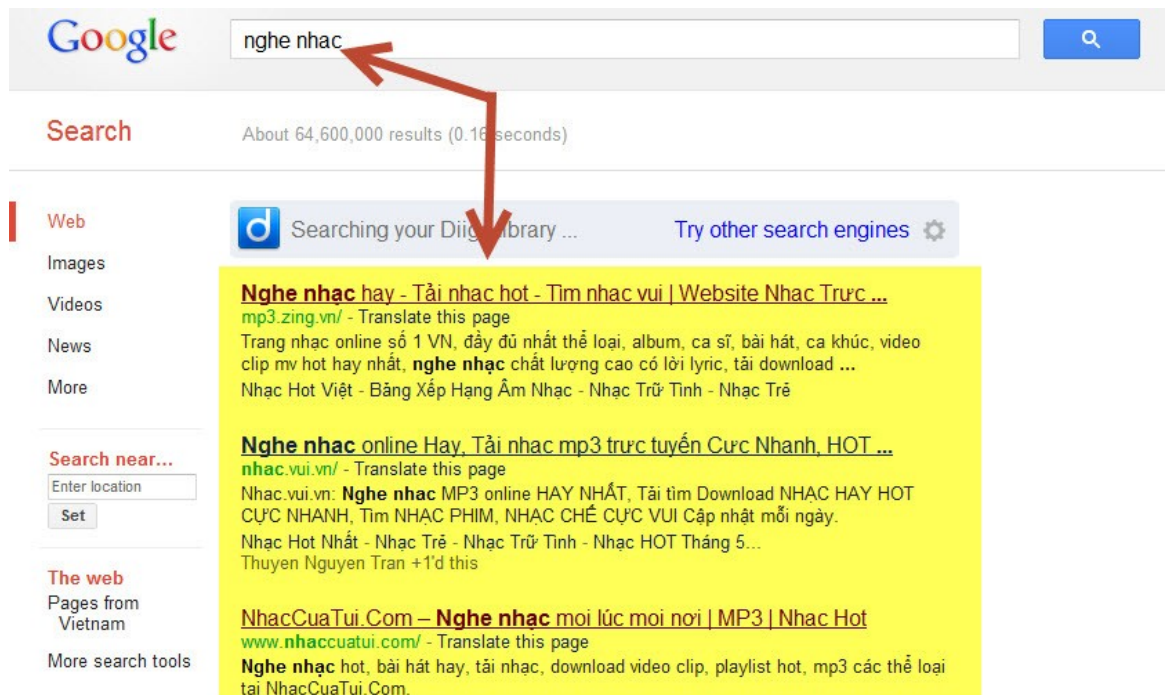 Google
nghe nhac
Search
About 64,600,000 results (0.16 seconds)
Web
Images
Videos
News
More
Search near...
Enter location
Set
The web
Pages from
Vietnam
More search tools
Searching your Diigo library ...
Try other search engines
Nghe nhạc hay - Tải nhạc hot - Tìm nhạc vui | Website Nhạc Trực ...
mp3.zing.vn/ - Translate this page
Trang nhạc online số 1 VN, đầy đủ nhất thể loại, album, ca sĩ, bài hát, ca khúc, video
clip mv hot hay nhất, nghe nhạc chất lượng cao có lời lyric, tải download ...
Nhạc Hot Việt - Bảng Xếp Hạng Âm Nhạc - Nhạc Trữ Tình - Nhạc Trẻ
Nghe nhạc online Hay, Tải nhạc mp3 trực tuyến Cực Nhanh, HOT ...
nhac.vui.vn/ - Translate this page
Nhac.vui.vn: Nghe nhạc MP3 online HAY NHẤT, Tải tìm Download NHẠC HAY HOT
CỰC NHANH, Tìm NHẠC PHIM, NHẠC CHẾ CỰC VUI Cập nhật mỗi ngày.
Nhạc Hot Nhất - Nhạc Trẻ - Nhạc Trữ Tình - Nhạc HOT Tháng 5...
Thuyen Nguyen Tran +1'd this
NhacCuaTui.Com – Nghe nhạc mọi lúc mọi nơi | MP3 | Nhạc Hot
www.nhaccuatui.com/ - Translate this page
Nghe nhạc hot, bài hát hay, tải nhạc, download video clip, playlist hot, mp3 các thể loại
tại NhacCuaTui.Com.